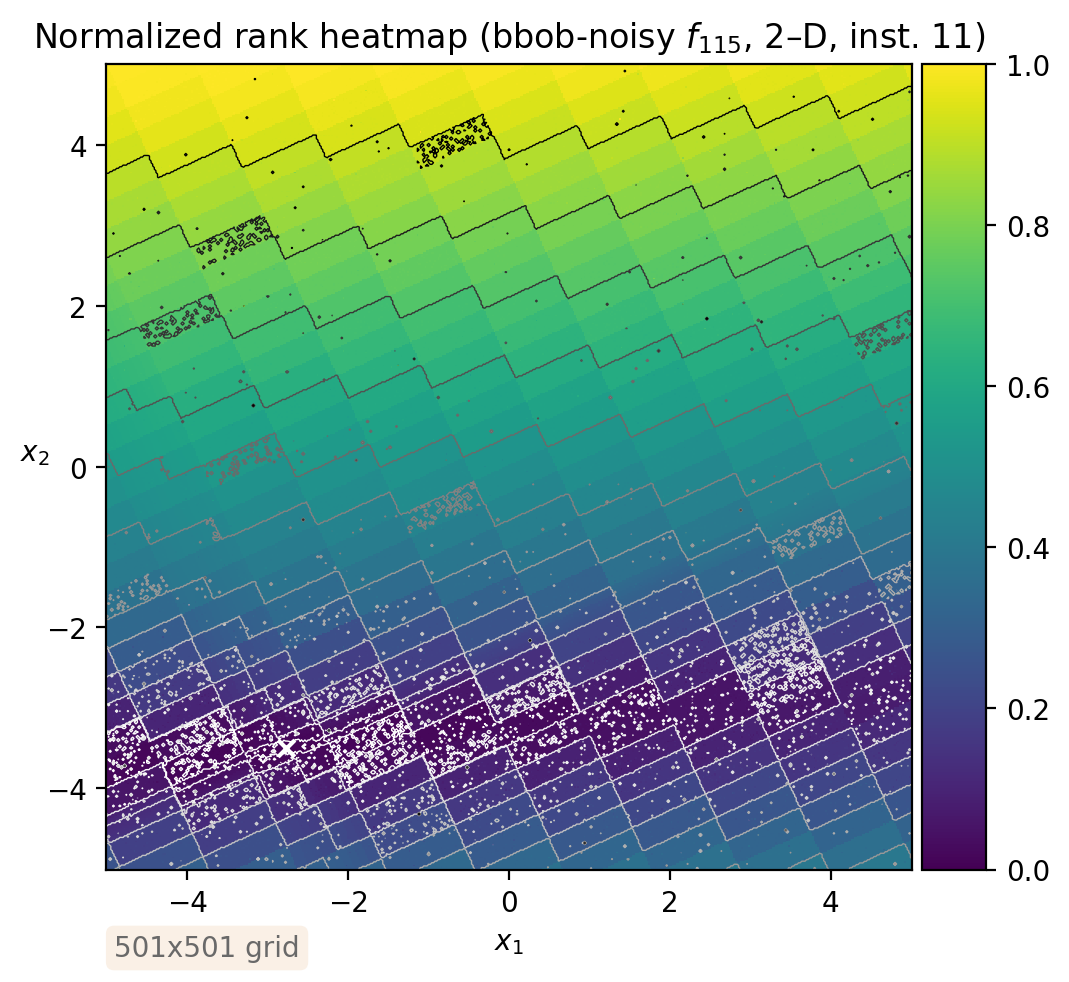 Normalized rank heatmap (bbob-noisy f115, 2–D, inst. 11)
1.0
4
0.8
2
0.6
x2
0
0.4
−2
0.2
−4
0.0
−4 −2 0 2 4
x1
501x501 grid